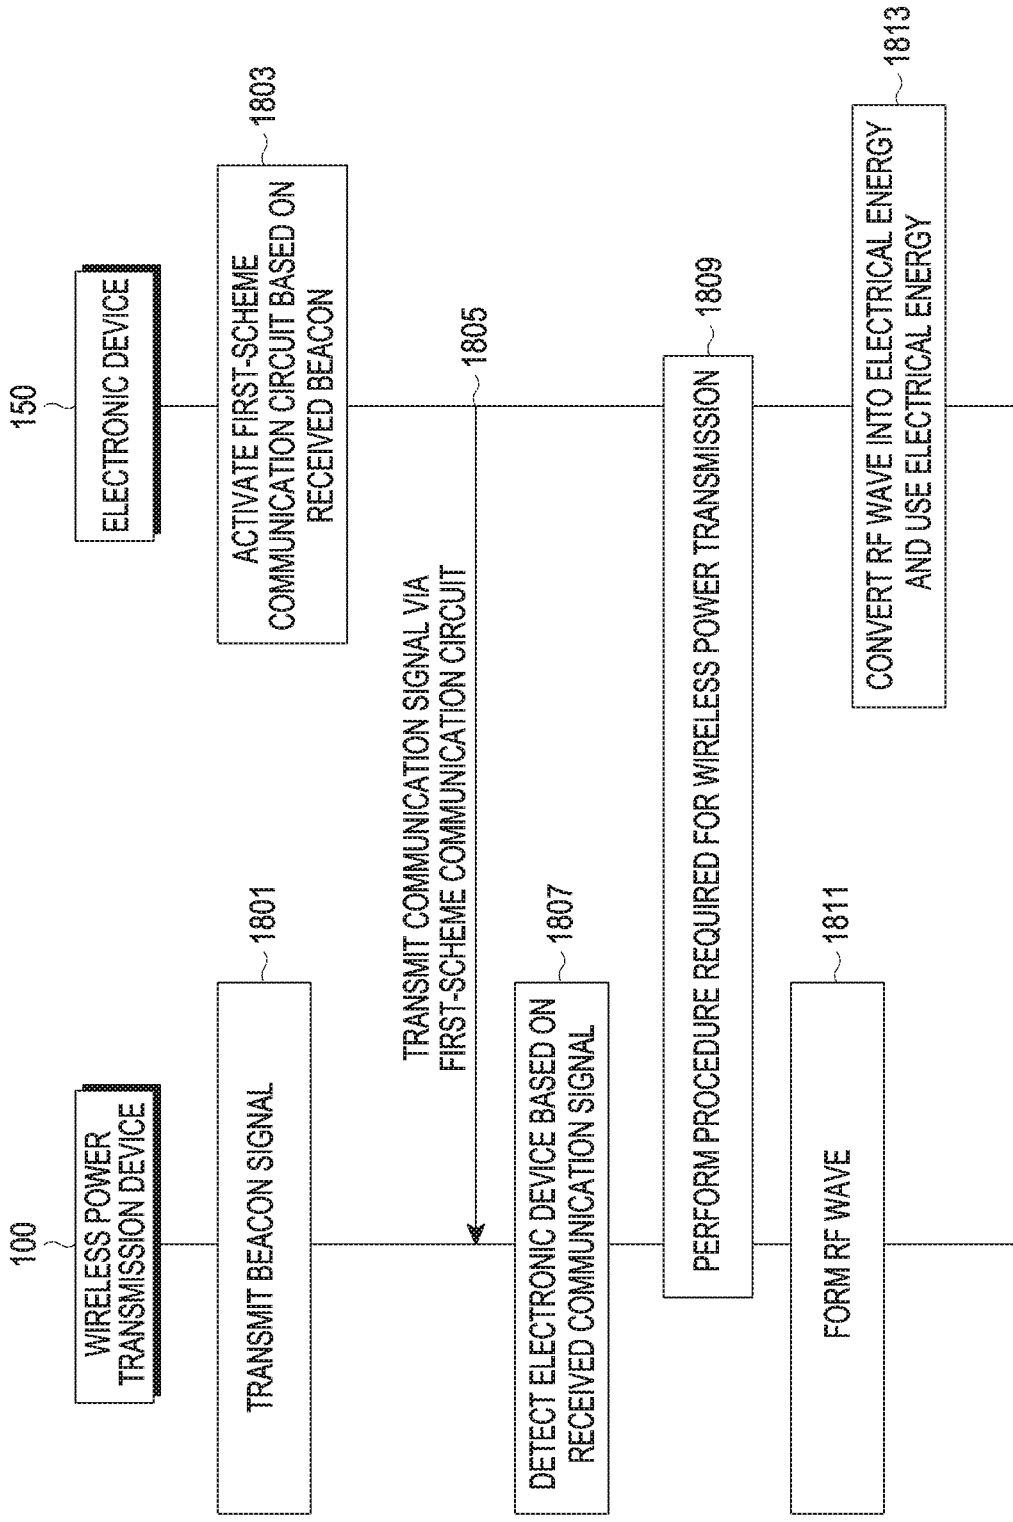 100
WIRELESS POWER
TRANSMISSION DEVICE
150
ELECTRONIC DEVICE
TRANSMIT BEACON SIGNAL
1801
ACTIVATE FIRST-SCHEME
COMMUNICATION CIRCUIT BASED ON
RECEIVED BEACON
1803
TRANSMIT COMMUNICATION SIGNAL VIA
FIRST-SCHEME COMMUNICATION CIRCUIT
1805
DETECT ELECTRONIC DEVICE BASED ON
RECEIVED COMMUNICATION SIGNAL
1807
PERFORM PROCEDURE REQUIRED FOR WIRELESS POWER TRANSMISSION
1809
FORM RF WAVE
1811
CONVERT RF WAVE INTO ELECTRICAL ENERGY
AND USE ELECTRICAL ENERGY
1813